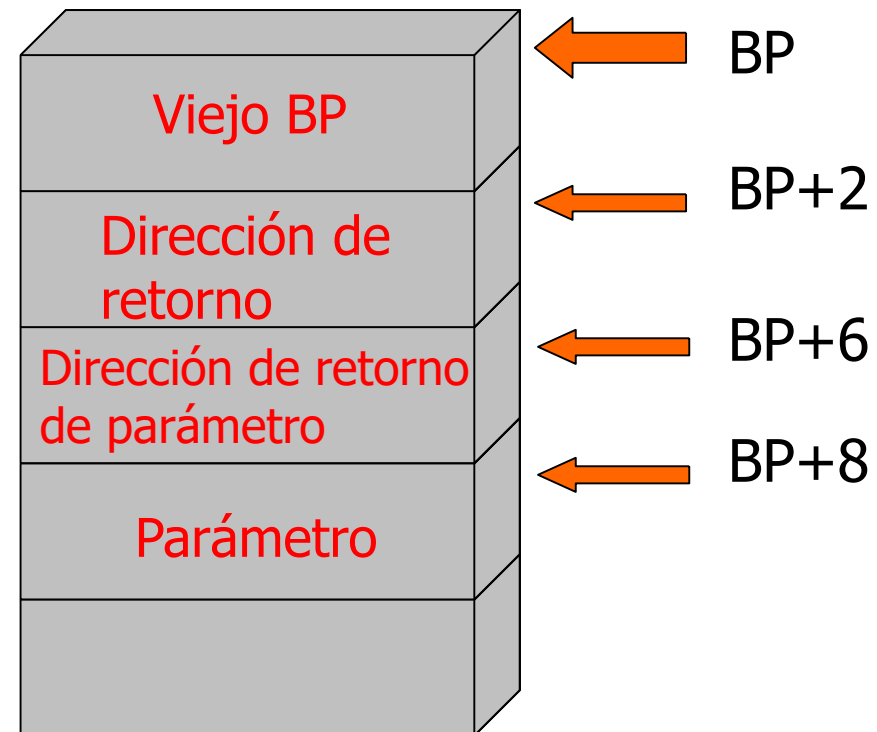 BP
Viejo BP
BP+2
Dirección de
retorno
BP+6
Dirección de retorno
de parámetro
BP+8
Parámetro